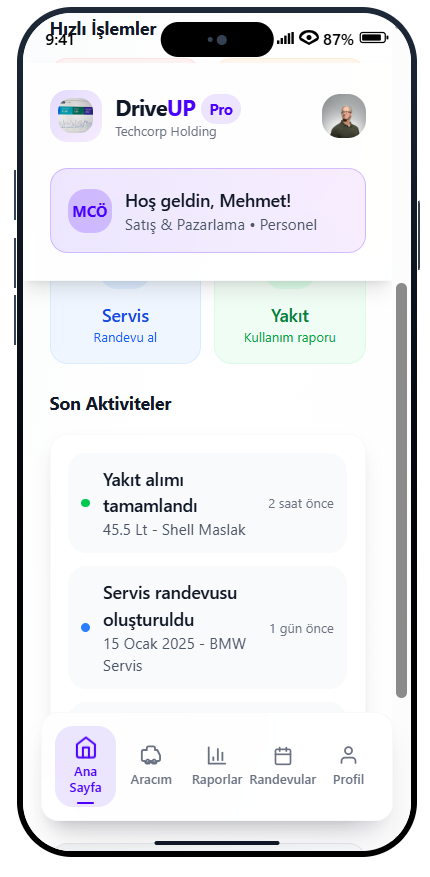 Hızlı İşlemler
9:41
87%
DriveUP Pro
Techcorp Holding
MCÖ
Hoş geldin, Mehmet!
Satış & Pazarlama • Personel
Servis
Randevu al
Yakıt
Kullanım raporu
Son Aktiviteler
Yakıt alımı
tamamlandı
45.5 Lt - Shell Maslak
2 saat önce
Servis randevusu
oluşturuldu
15 Ocak 2025 - BMW
Servis
1 gün önce
Ana
Sayfa
Aracım
Raporlar
Randevular
Profil